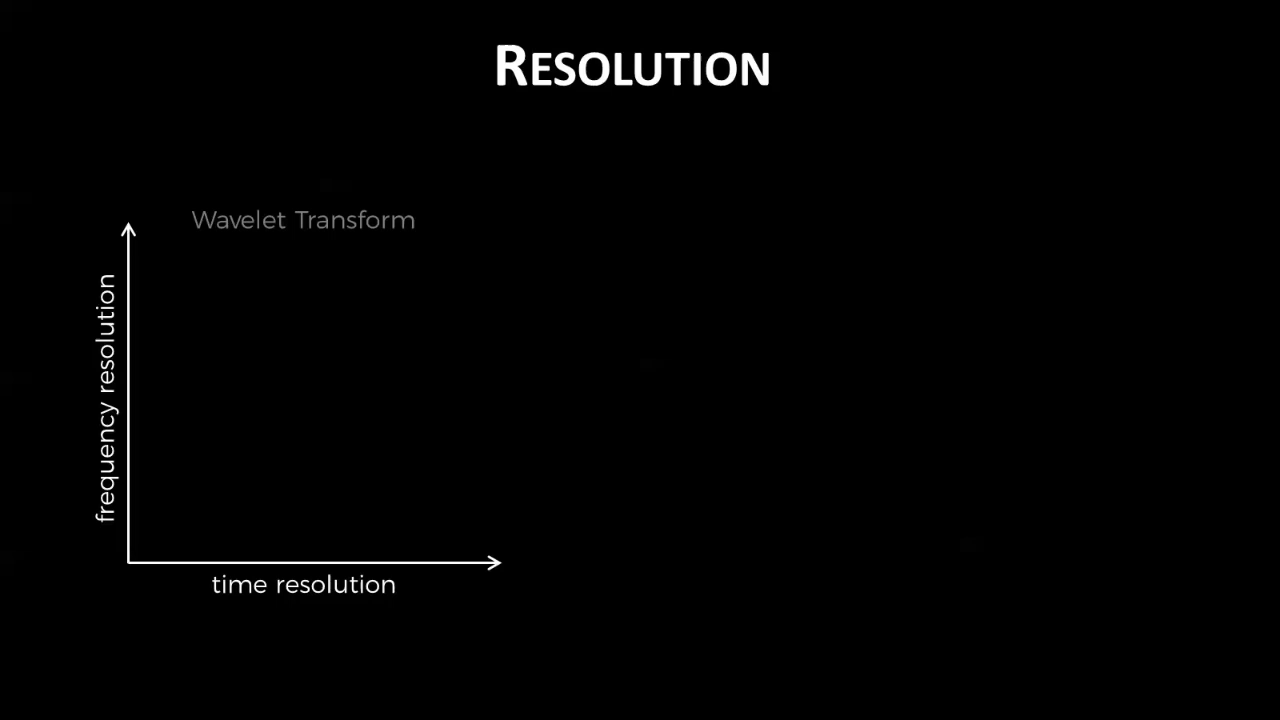 RESOLUTION
Wavelet Transform
frequency resolution
time resolution